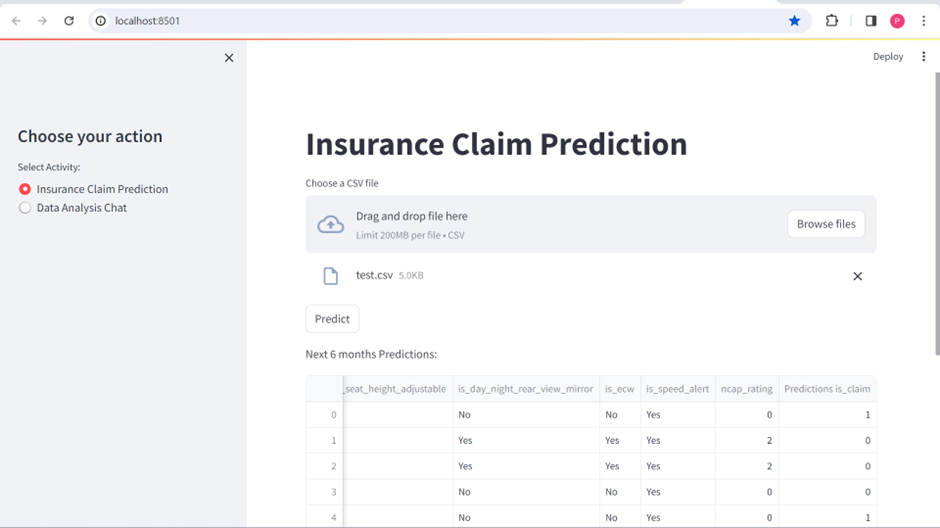 localhost:8501
P
Deploy
Choose your action
Select Activity:
Insurance Claim Prediction
Data Analysis Chat
Insurance Claim Prediction
Choose a CSV file
Drag and drop file here
Limit 200MB per file • CSV
Browse files
test.csv 5.0KB
Predict
Next 6 months Predictions:
_seat_height_adjustable is_day_night_rear_view_mirror is_ecw is_speed_alert ncap_rating Predictions is_claim
0 No No Yes 0 1
1 Yes Yes Yes 2 0
2 Yes Yes Yes 2 0
3 No No Yes 0 0
4 No No Yes 0 1